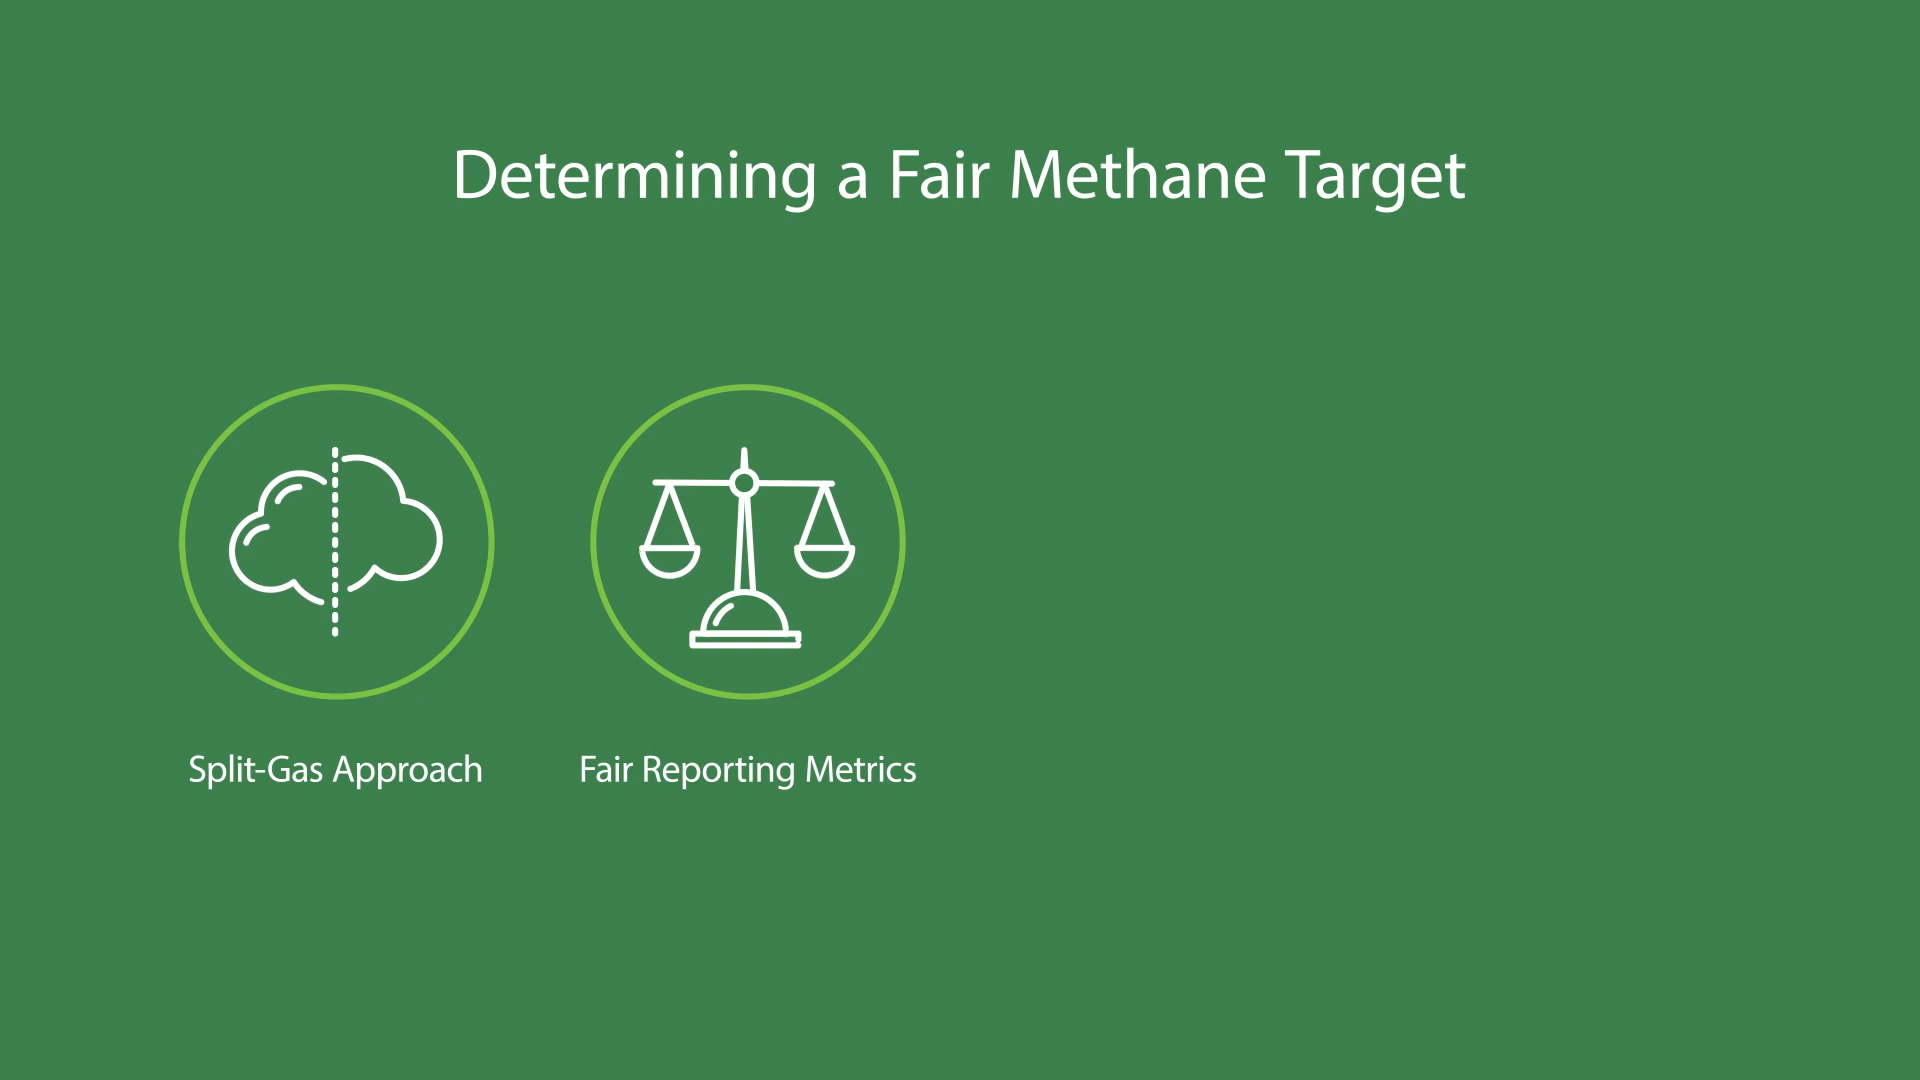 Determining a Fair Methane Target
Split-Gas Approach
Fair Reporting Metrics